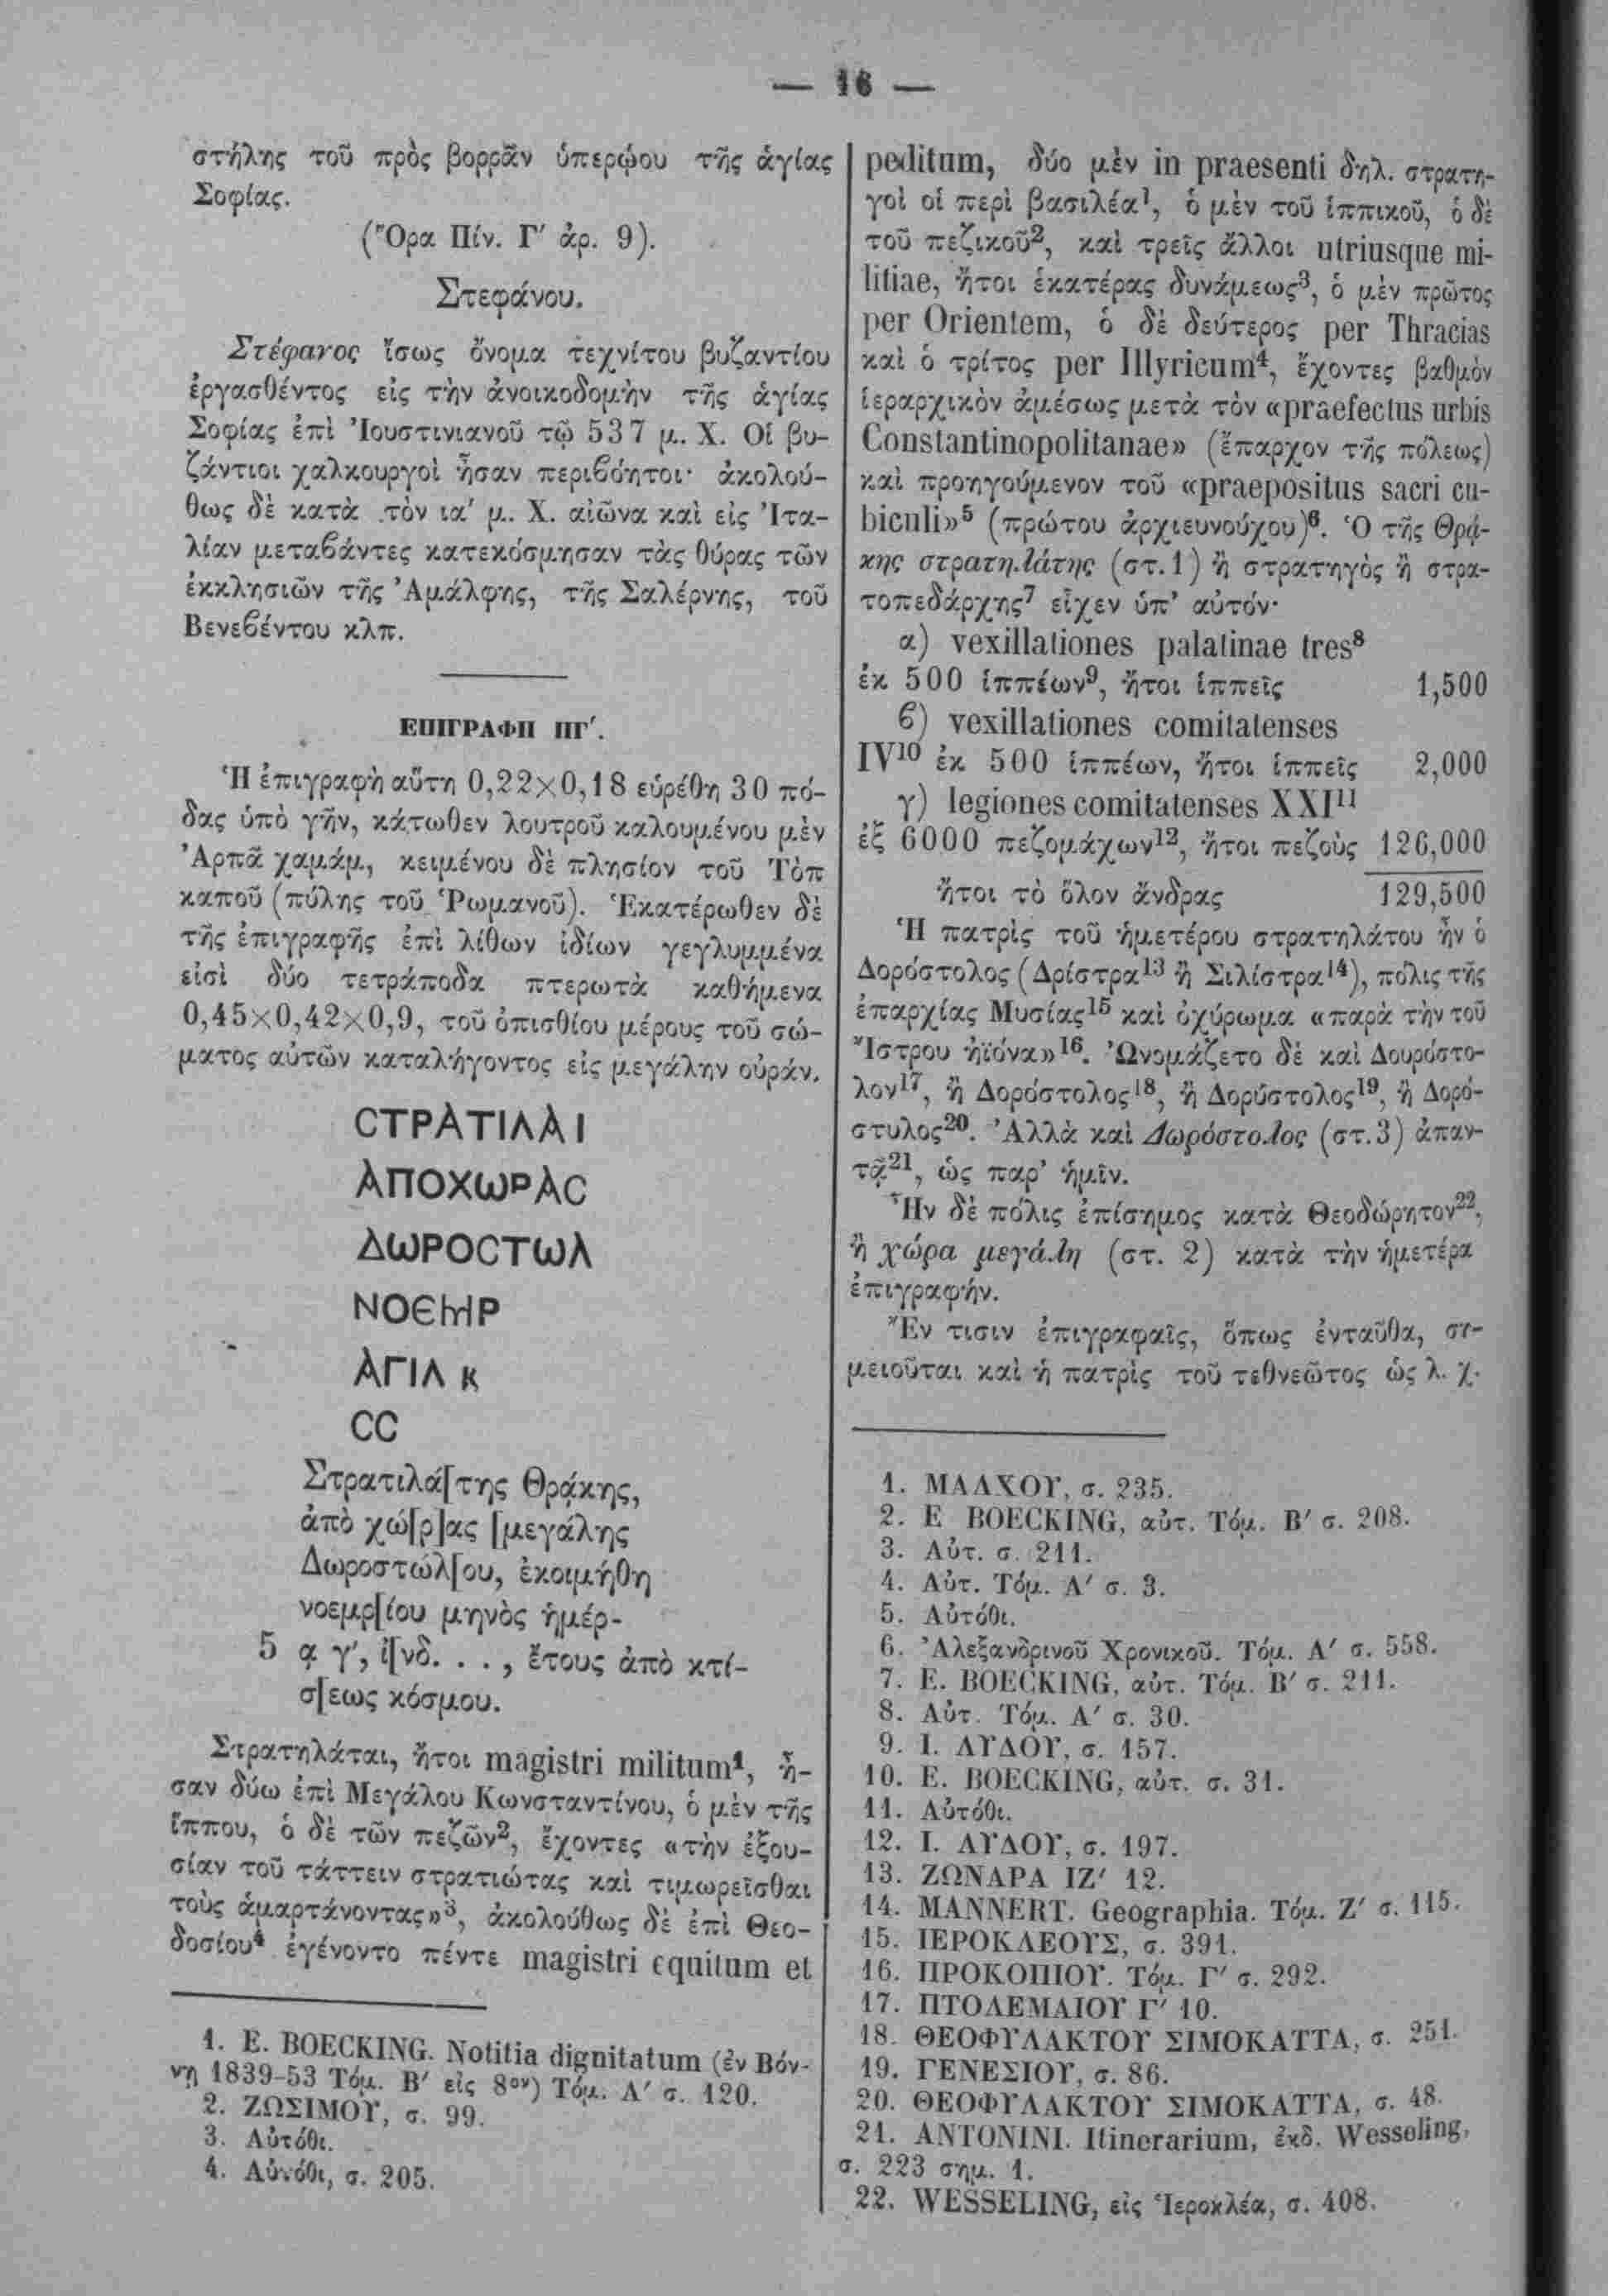 — 16 —
στήλης τοῦ πρὸς βορρᾶν ὑπερῴου τῆς ἁγίας
Σοφίας.
(Ὅρα Πίν. Γ′ ἀρ. 9).
Στεφάνου.
Στέφανος ἴσως ὄνομα τεχνίτου βυζαντίου
ἐργασθέντος εἰς τὴν ἀνοικοδομὴν τῆς ἁγίας
Σοφίας ἐπὶ Ἰουστινιανοῦ τῷ 537 μ. Χ. Οἱ βυ-
ζάντιοι χαλκουργοὶ ἦσαν περιβόητοι· ἀκολού-
θως δὲ κατὰ τὸν ια′ μ. Χ. αἰῶνα καὶ εἰς Ἰτα-
λίαν μεταβάντες κατεκόσμησαν τὰς θύρας τῶν
ἐκκλησιῶν τῆς Ἀμάλφης, τῆς Σαλέρνης, τοῦ
Βενεβέντου κλπ.
ΕΠΙΓΡΑΦΗ ΠΓ′.
Ἡ ἐπιγραφὴ αὕτη 0,22×0,18 εὑρέθη 30 πό-
δας ὑπὸ γῆν, κάτωθεν λουτροῦ καλουμένου μὲν
Ἀρπᾶ χαμάμ, κειμένου δὲ πλησίον τοῦ Τὸπ
καποῦ (πύλης τοῦ Ῥωμανοῦ). Ἑκατέρωθεν δὲ
τῆς ἐπιγραφῆς ἐπὶ λίθων ἰδίων γεγλυμμένα
εἰσὶ δύο τετράποδα πτερωτὰ καθήμενα
0,45×0,42×0,9, τοῦ ὀπισθίου μέρους τοῦ σώ-
ματος αὐτῶν καταλήγοντος εἰς μεγάλην οὐράν.
CΤΡΑΤΙΛΑΙ
ΑΠΟΧωΡΑC
ΔωΡΟCΤωΛ
ΝΟЄΜΡ
ΑΓΙΛ κ
CC
Στρατιλά[της Θρᾴκης,
ἀπὸ χώ[ρ]ας [μεγάλης
Δωροστώλ[ου, ἐκοιμήθη
νοεμρ[ίου μηνὸς ἡμέρ-
5 ᾳ γ′, ἰ[νδ. . . , ἔτους ἀπὸ κτί-
σ[εως κόσμου.
Στρατηλάται, ἤτοι magistri militum¹, ἦ-
σαν δύω ἐπὶ Μεγάλου Κωνσταντίνου, ὁ μὲν τῆς
ἵππου, ὁ δὲ τῶν πεζῶν², ἔχοντες «τὴν ἐξου-
σίαν τοῦ τάττειν στρατιώτας καὶ τιμωρεῖσθαι
τοὺς ἁμαρτάνοντας»³, ἀκολούθως δὲ ἐπὶ Θεο-
δοσίου⁴ ἐγένοντο πέντε magistri equitum et
1. E. BOECKING. Notitia dignitatum (ἐν Βόν-
νῃ 1839-53 Τόμ. Β′ εἰς 8ον) Τόμ. Α′ σ. 120.
2. ΖΩΣΙΜΟΥ, σ. 99.
3. Αὐτόθι.
4. Αὐτόθι, σ. 205.
peditum, δύο μὲν in praesenti δηλ. στρατη-
γοὶ οἱ περὶ βασιλέα¹, ὁ μὲν τοῦ ἱππικοῦ, ὁ δὲ
τοῦ πεζικοῦ², καὶ τρεῖς ἄλλοι utriusque mi-
litiae, ἤτοι ἑκατέρας δυνάμεως³, ὁ μὲν πρῶτος
per Orientem, ὁ δὲ δεύτερος per Thracias
καὶ ὁ τρίτος per Illyricum⁴, ἔχοντες βαθμὸν
ἱεραρχικὸν ἀμέσως μετὰ τὸν «praefectus urbis
Constantinopolitanae» (ἔπαρχον τῆς πόλεως)
καὶ προηγούμενον τοῦ «praepositus sacri cu-
biculi»⁵ (πρώτου ἀρχιευνούχου)⁶. Ὁ τῆς Θρᾴ-
κης στρατηλάτης (στ. 1) ἢ στρατηγὸς ἢ στρα-
τοπεδάρχης⁷ εἶχεν ὑπ’ αὐτόν·
α) vexillationes palatinae tres⁸
ἐκ 500 ἱππέων⁹, ἤτοι ἱππεῖς 1,500
β) vexillationes comitatenses
IV¹⁰ ἐκ 500 ἱππέων, ἤτοι ἱππεῖς 2,000
γ) legiones comitatenses XXI¹¹
ἐξ 6000 πεζομάχων¹², ἤτοι πεζοὺς 126,000
ἤτοι τὸ ὅλον ἄνδρας 129,500
Ἡ πατρὶς τοῦ ἡμετέρου στρατηλάτου ἦν ὁ
Δορόστολος (Δρίστρα¹³ ἢ Σιλίστρα¹⁴), πόλις τῆς
ἐπαρχίας Μυσίας¹⁵ καὶ ὀχύρωμα «παρὰ τὴν τοῦ
Ἴστρου ἠϊόνα»¹⁶. Ὠνομάζετο δὲ καὶ Δουρόστο-
λον¹⁷, ἢ Δορόστολος¹⁸, ἢ Δορύστολος¹⁹, ἢ Δορό-
στυλος²⁰. Ἀλλὰ καὶ Δωρόστολος (στ. 3) ἀπαν-
τᾷ²¹, ὡς παρ’ ἡμῖν.
Ἦν δὲ πόλις ἐπίσημος κατὰ Θεοδώρητον²²,
ἢ χώρα μεγάλη (στ. 2) κατὰ τὴν ἡμετέρα
ἐπιγραφήν.
Ἔν τισιν ἐπιγραφαῖς, ὅπως ἐνταῦθα, ση-
μειοῦται καὶ ἡ πατρὶς τοῦ τεθνεῶτος ὡς λ. χ.
1. ΜΑΛΧΟΥ, σ. 235.
2. E BOECKING, αὐτ. Τόμ. Β′ σ. 208.
3. Αὐτ. σ. 211.
4. Αὐτ. Τόμ. Α′ σ. 3.
5. Αὐτόθι.
6. Ἀλεξανδρινοῦ Χρονικοῦ. Τόμ. Α′ σ. 558.
7. E. BOECKING, αὐτ. Τόμ. Β′ σ. 211.
8. Αὐτ. Τόμ. Α′ σ. 30.
9. Ι. ΛΥΔΟΥ, σ. 157.
10. E. BOECKING, αὐτ. σ. 31.
11. Αὐτόθι.
12. Ι. ΛΥΔΟΥ, σ. 197.
13. ΖΩΝΑΡΑ ΙΖ′ 12.
14. MANNERT. Geographia. Τόμ. Ζ′ σ. 115.
15. ΙΕΡΟΚΛΕΟΥΣ, σ. 391.
16. ΠΡΟΚΟΠΙΟΥ. Τόμ. Γ′ σ. 292.
17. ΠΤΟΛΕΜΑΙΟΥ Γ′ 10.
18. ΘΕΟΦΥΛΑΚΤΟΥ ΣΙΜΟΚΑΤΤΑ, σ. 251.
19. ΓΕΝΕΣΙΟΥ, σ. 86.
20. ΘΕΟΦΥΛΑΚΤΟΥ ΣΙΜΟΚΑΤΤΑ, σ. 48.
21. ANTONINI. Itinerarium, ἐκδ. Wesseling,
σ. 223 σημ. 1.
22. WESSELING, εἰς Ἱεροκλέα, σ. 408.